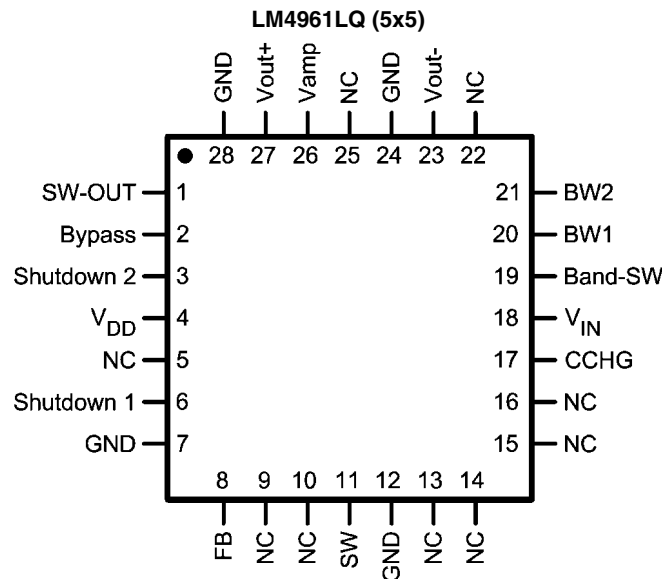 LM4961LQ (5x5)
GND Vout+ Vamp NC GND Vout- NC
28 27 26 25 24 23 22
SW-OUT 1 21 BW2
Bypass 2 20 BW1
Shutdown 2 3 19 Band-SW
VDD 4 18 VIN
NC 5 17 CCHG
Shutdown 1 6 16 NC
GND 7 15 NC
8 9 10 11 12 13 14
FB NC NC SW GND NC NC